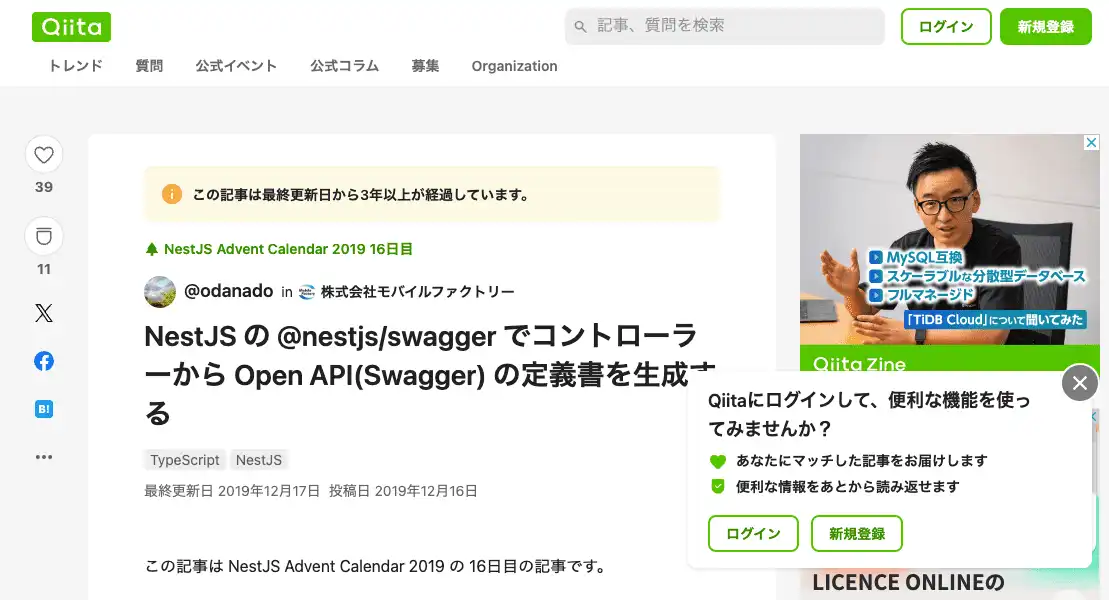 Qiita
記事、質問を検索
ログイン
新規登録
トレンド 質問 公式イベント 公式コラム 募集 Organization
39
11
B!
この記事は最終更新日から3年以上が経過しています。
NestJS Advent Calendar 2019 16日目
@odanado in 株式会社モバイルファクトリー
NestJS の @nestjs/swagger でコントローラ
ーから Open API(Swagger) の定義書を生成す
る
TypeScript NestJS
最終更新日 2019年12月17日 投稿日 2019年12月16日
この記事は NestJS Advent Calendar 2019 の 16日目の記事です。
MySQL互換
スケーラブルな分散型データベース
フルマネージド
「TiDB Cloud」について聞いてみた
Qiita Zine
Qiitaにログインして、便利な機能を使っ
てみませんか？
あなたにマッチした記事をお届けします
便利な情報をあとから読み返せます
ログイン
新規登録
LICENCE ONLINEの